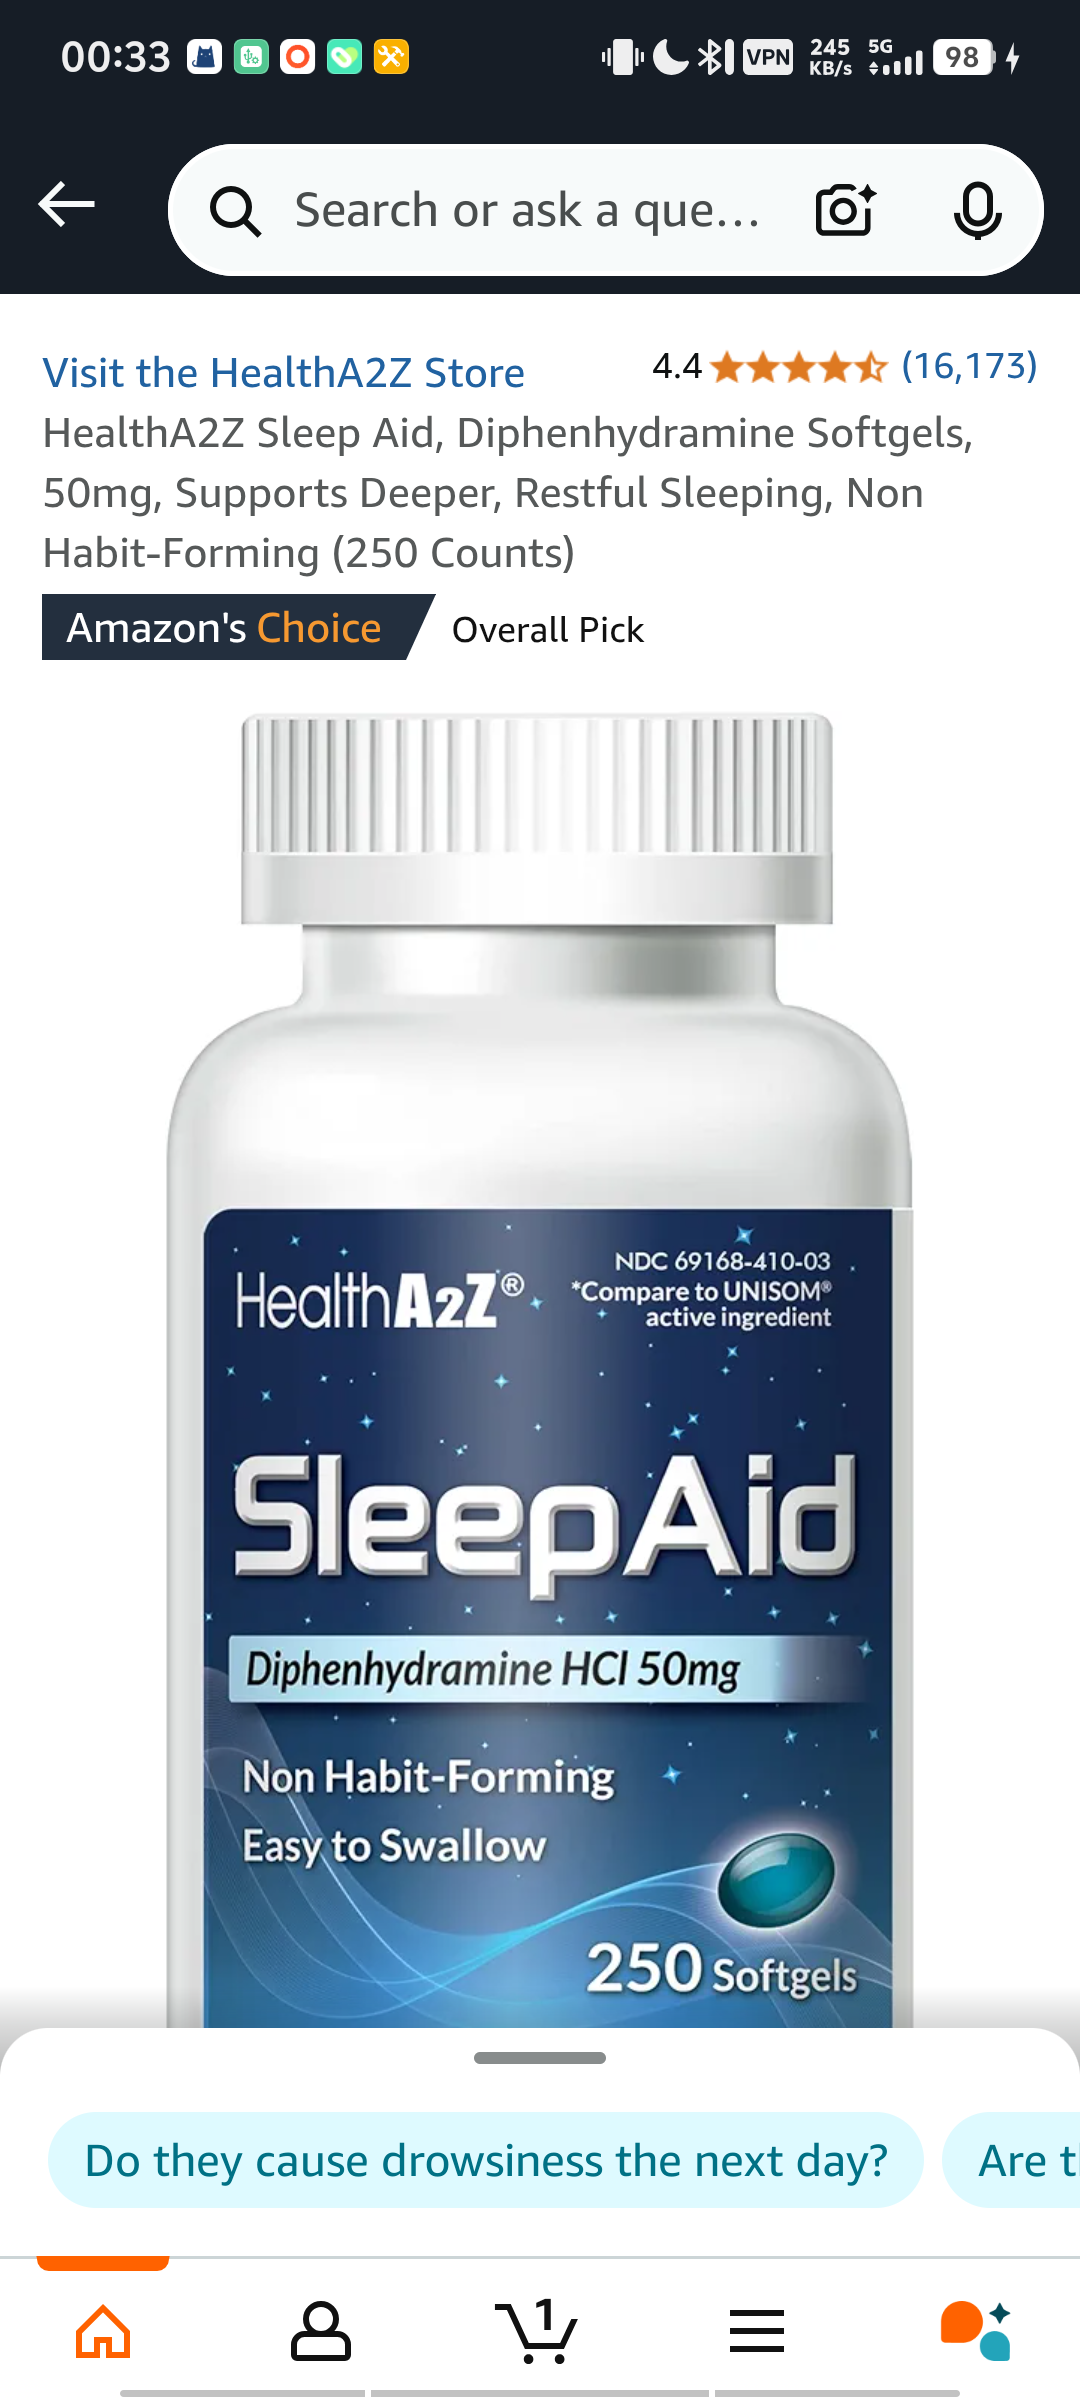 00:33
VPN
245
KB/s
5G
98
Search or ask a que...
Visit the HealthA2Z Store
4.4
(16,173)
HealthA2Z Sleep Aid, Diphenhydramine Softgels,
50mg, Supports Deeper, Restful Sleeping, Non
Habit-Forming (250 Counts)
Amazon's Choice
Overall Pick
HealthA2Z®
NDC 69168-410-03
*Compare to UNISOM®
active ingredient
SleepAid
Diphenhydramine HCl 50mg
Non Habit-Forming
Easy to Swallow
250 Softgels
Do they cause drowsiness the next day?
Are t
1